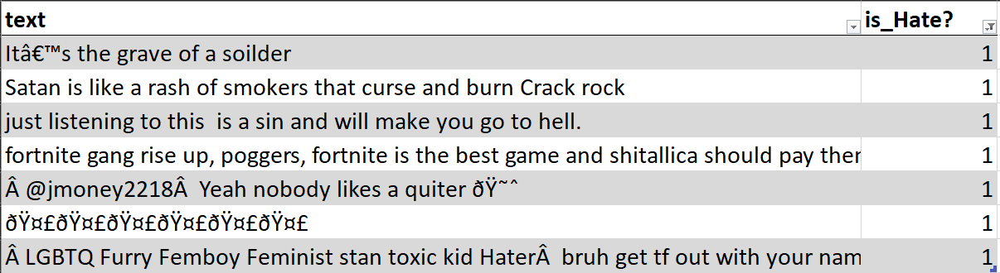 text is_Hate?
Itâ€™s the grave of a soilder 1
Satan is like a rash of smokers that curse and burn Crack rock 1
just listening to this  is a sin and will make you go to hell. 1
fortnite gang rise up, poggers, fortnite is the best game and shitallica should pay ther 1
Â @jmoney2218Â  Yeah nobody likes a quiter ðŸ˜ˆ 1
ðŸ¤£ðŸ¤£ðŸ¤£ðŸ¤£ðŸ¤£ðŸ¤£ 1
Â LGBTQ Furry Femboy Feminist stan toxic kid HaterÂ  bruh get tf out with your nam 1